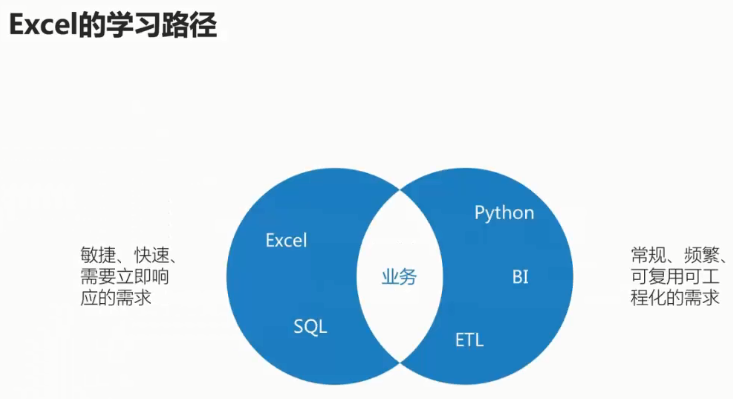 Excel的学习路径
敏捷、快速、
需要立即响
应的需求
Excel
SQL
业务
Python
BI
ETL
常规、频繁、
可复用可工
程化的需求